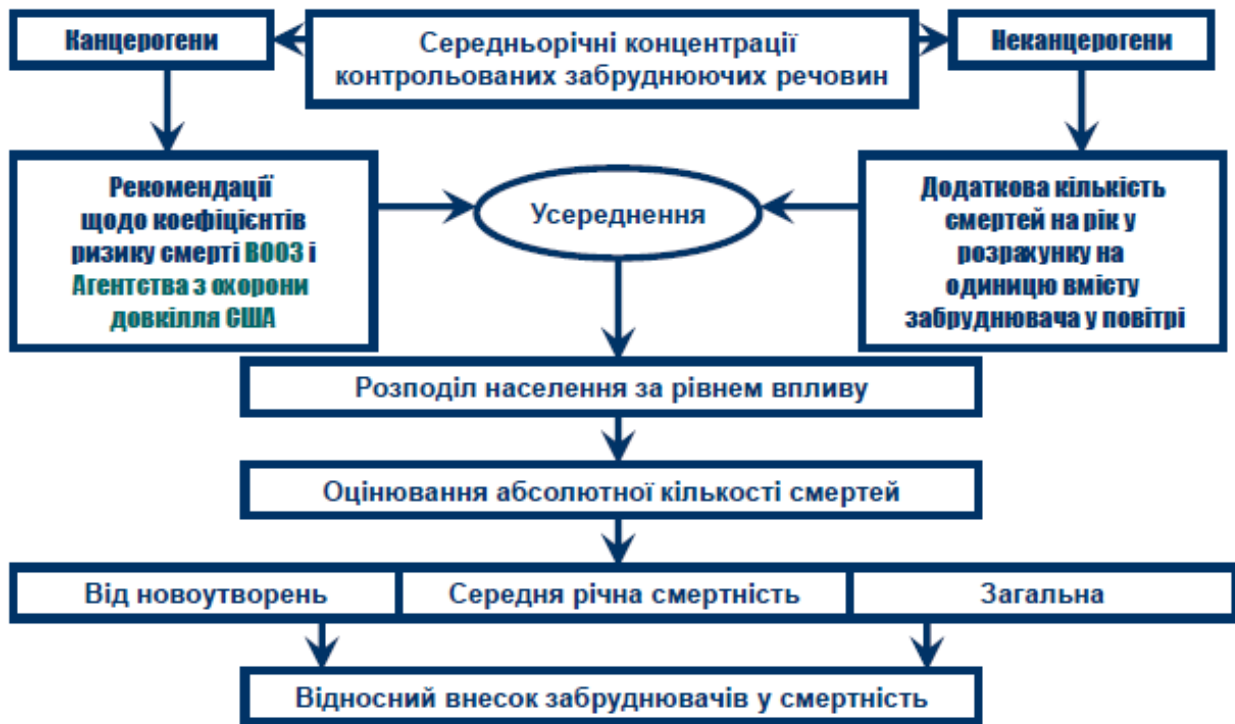 Канцерогени
Середньорічні концентрації
контрольованих забруднюючих речовин
Неканцерогени
Рекомендації
щодо коефіцієнтів
ризику смерті ВООЗ і
Агентства з охорони
довкілля США
Усереднення
Додаткова кількість
смертей на рік у
розрахунку на
одиницю вмісту
забруднювача у повітрі
Розподіл населення за рівнем впливу
Оцінювання абсолютної кількості смертей
Від новоутворень
Середня річна смертність
Загальна
Відносний внесок забруднювачів у смертність